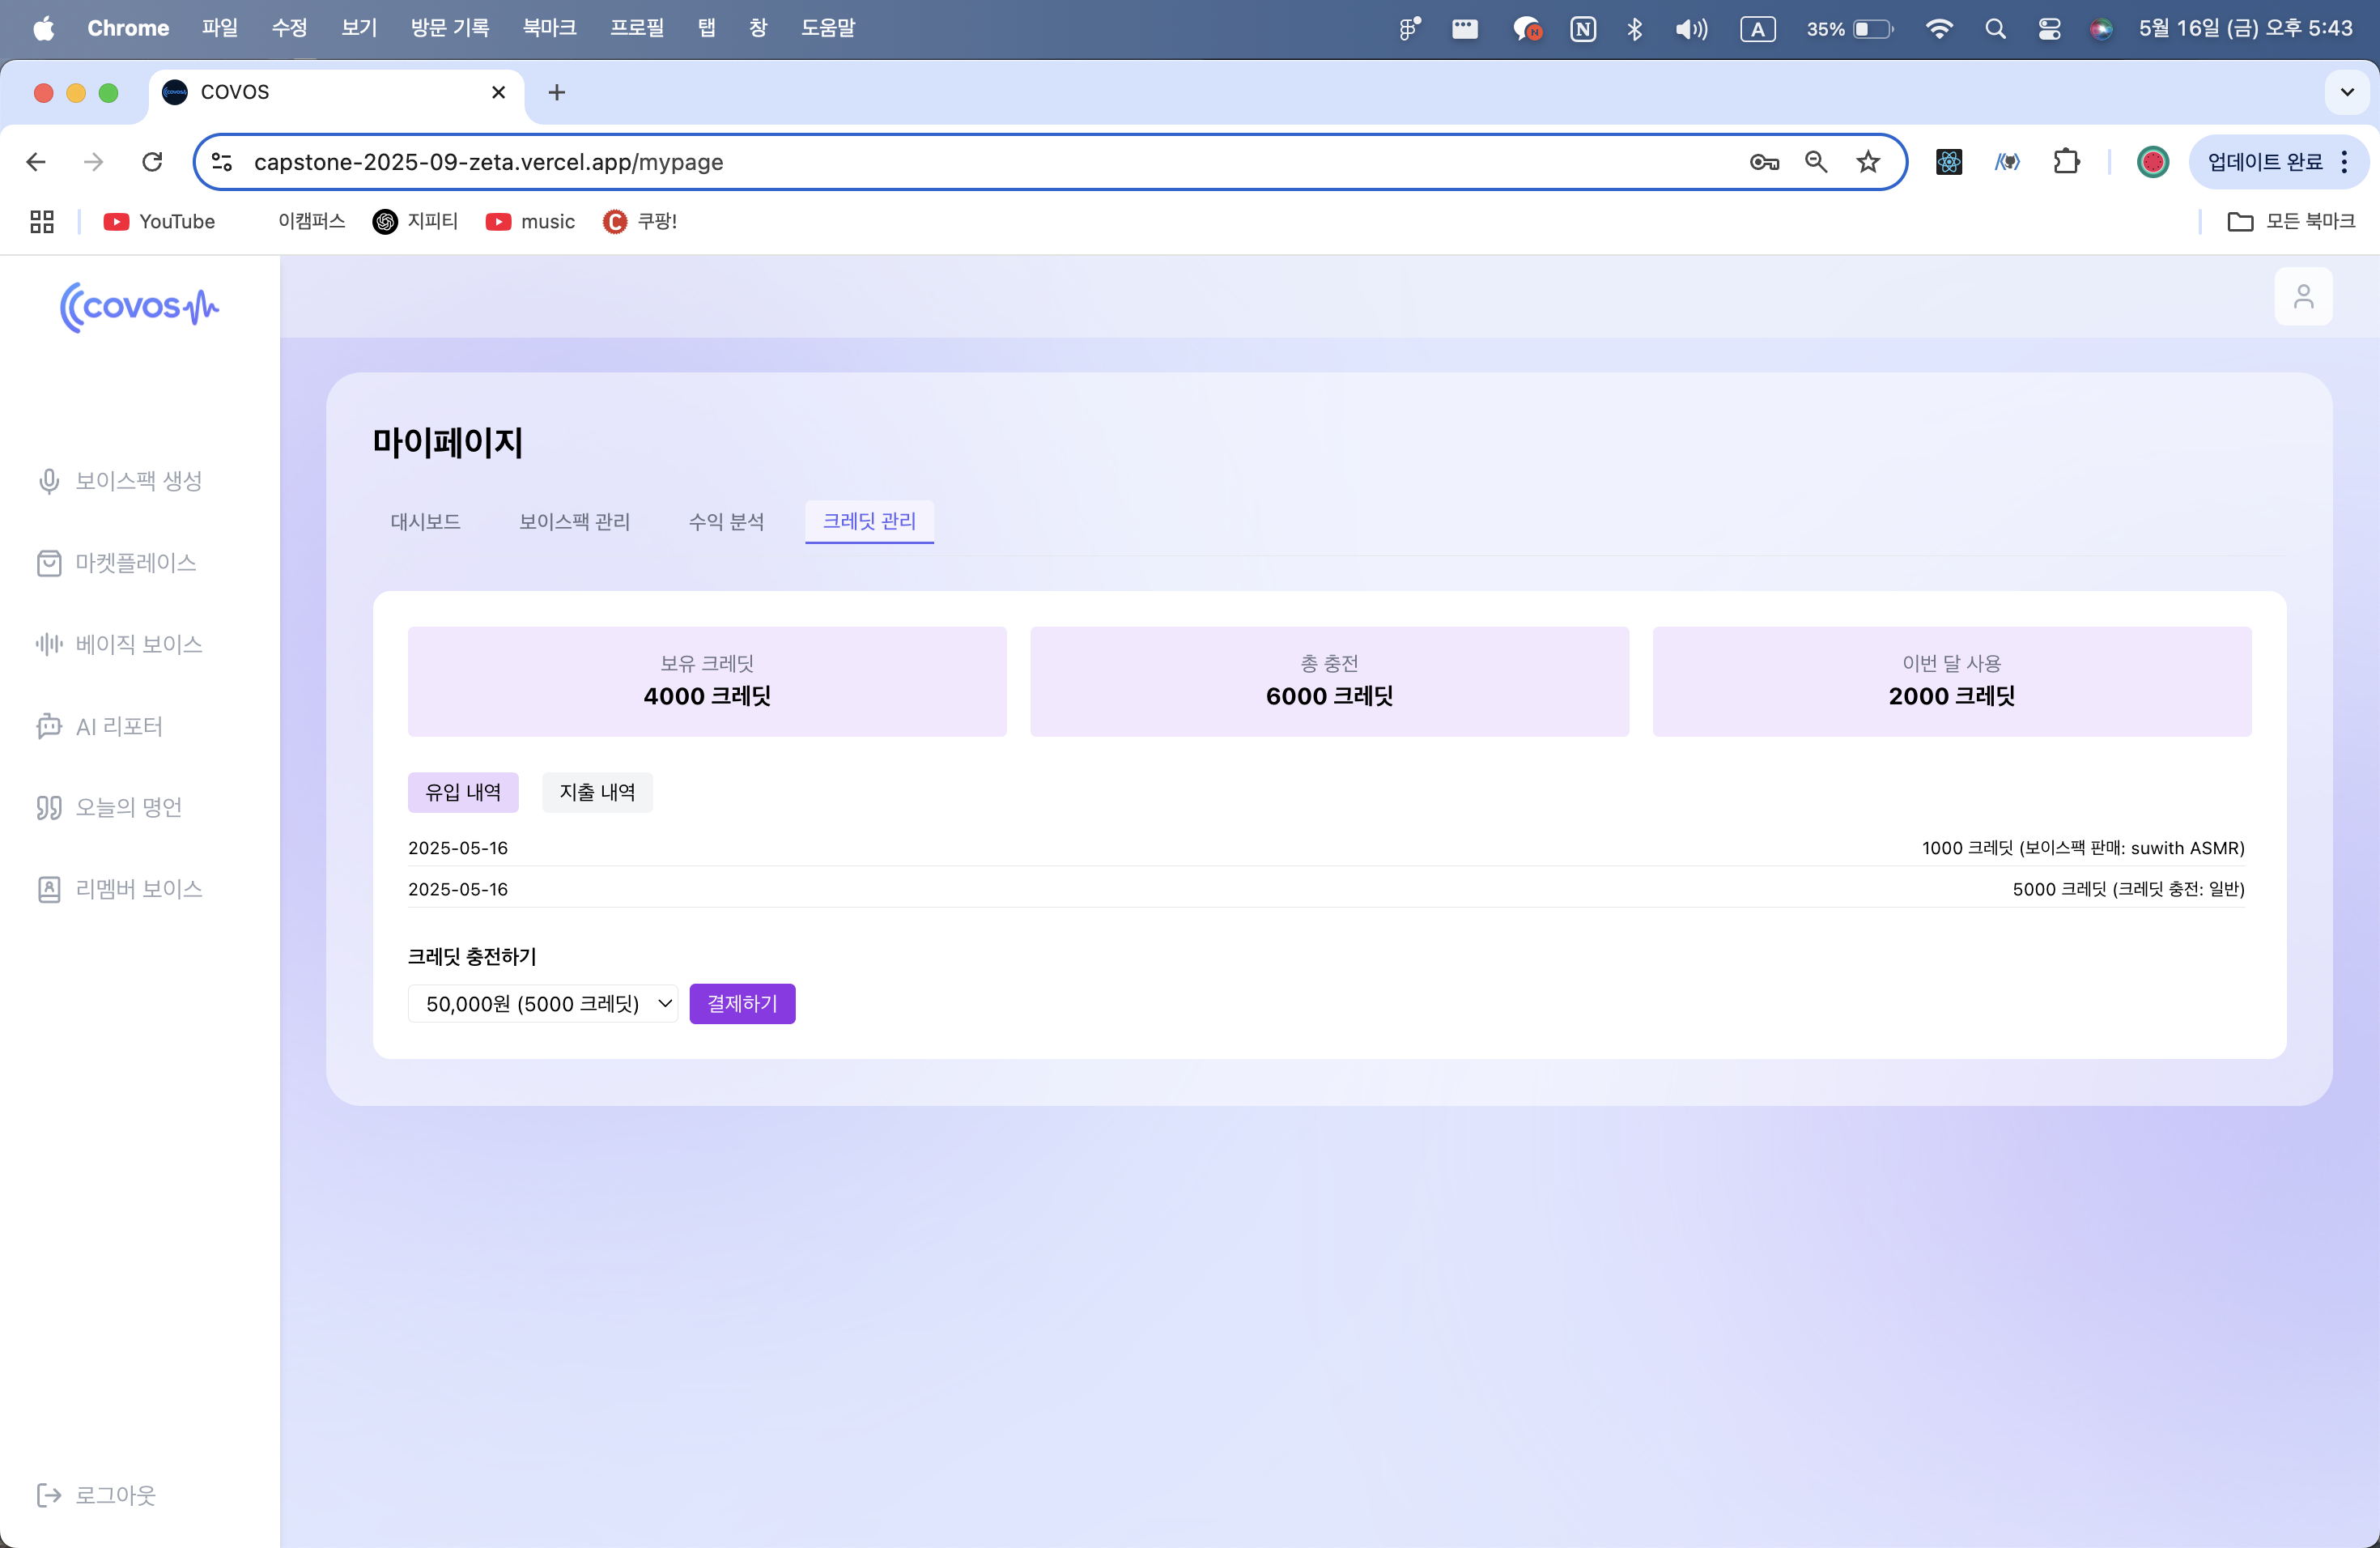 Chrome 파일 수정 보기 방문 기록 북마크 프로필 탭 창 도움말 N A 35% 5월 16일 (금) 오후 5:43
COVOS
capstone-2025-09-zeta.vercel.app/mypage 업데이트 완료
YouTube 이캠퍼스 지피티 music 쿠팡! 모든 북마크
covos
보이스팩 생성
마켓플레이스
베이직 보이스
AI 리포터
오늘의 명언
리멤버 보이스
로그아웃
마이페이지
대시보드 보이스팩 관리 수익 분석 크레딧 관리
보유 크레딧
4000 크레딧
총 충전
6000 크레딧
이번 달 사용
2000 크레딧
유입 내역 지출 내역
2025-05-16 1000 크레딧 (보이스팩 판매: suwith ASMR)
2025-05-16 5000 크레딧 (크레딧 충전: 일반)
크레딧 충전하기
50,000원 (5000 크레딧) 결제하기